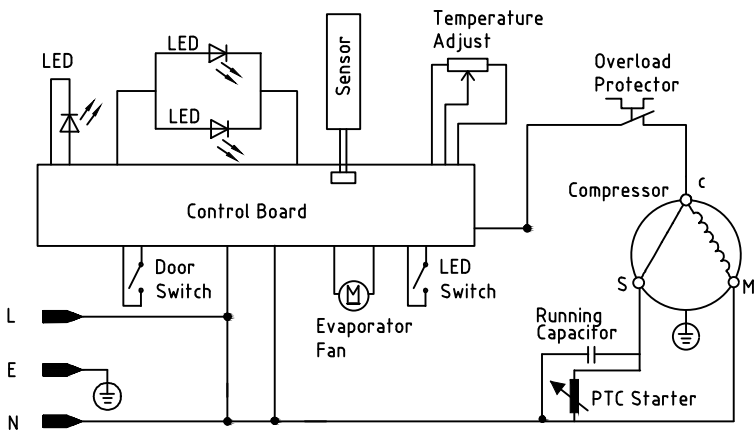 Temperature
Adjust
LED
LED
LED
Sensor
Overload
Protector
Control Board
Compressor
C
S
M
Door
Switch
M
LED
Switch
Evaporator
Fan
Running
Capacitor
PTC Starter
L
E
N